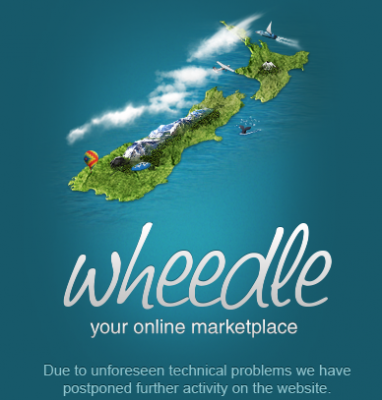 wheedle
your online marketplace
Due to unforeseen technical problems we have
postponed further activity on the website.